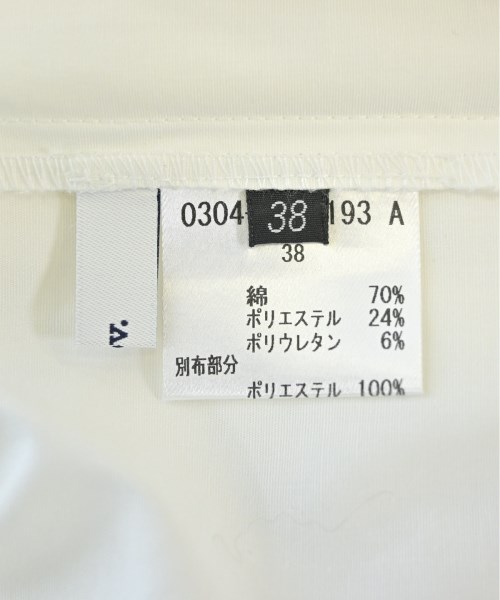 0304 38 193 A
38
綿 70%
ポリエステル 24%
ポリウレタン 6%
別布部分
ポリエステル 100%
v.